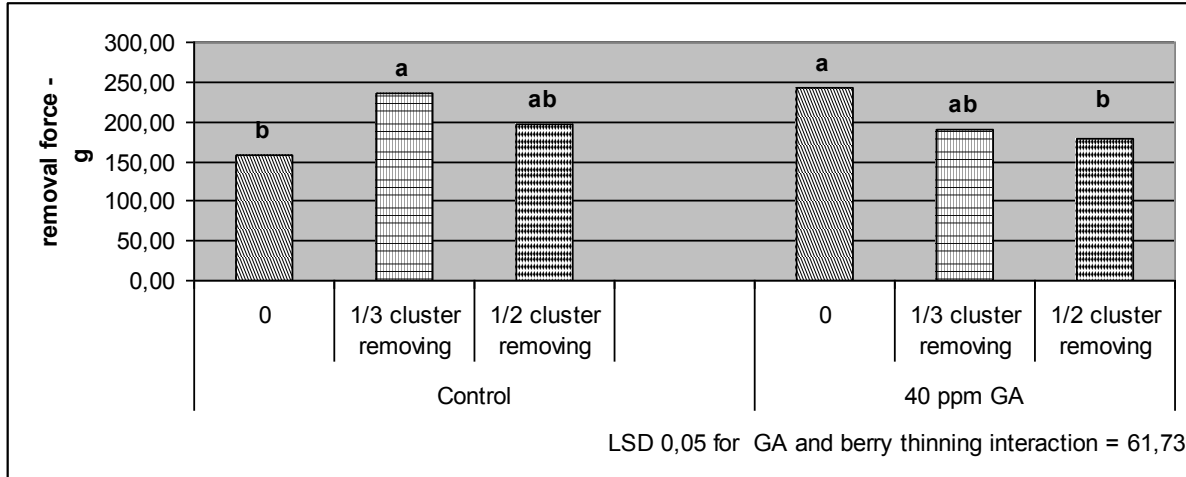 removal force -
g
300,00
250,00
200,00
150,00
100,00
50,00
0,00
b
a
ab
a
ab
b
0
1/3 cluster
removing
1/2 cluster
removing
0
1/3 cluster
removing
1/2 cluster
removing
Control
40 ppm GA
LSD 0,05 for GA and berry thinning interaction = 61,73